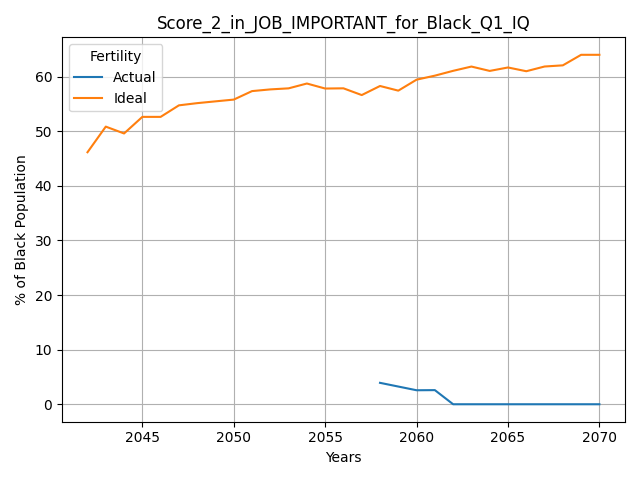 Score_2_in_JOB_IMPORTANT_for_Black_Q1_IQ
Fertility
Actual
Ideal
% of Black Population
60
50
40
30
20
10
0
2045 2050 2055 2060 2065 2070
Years